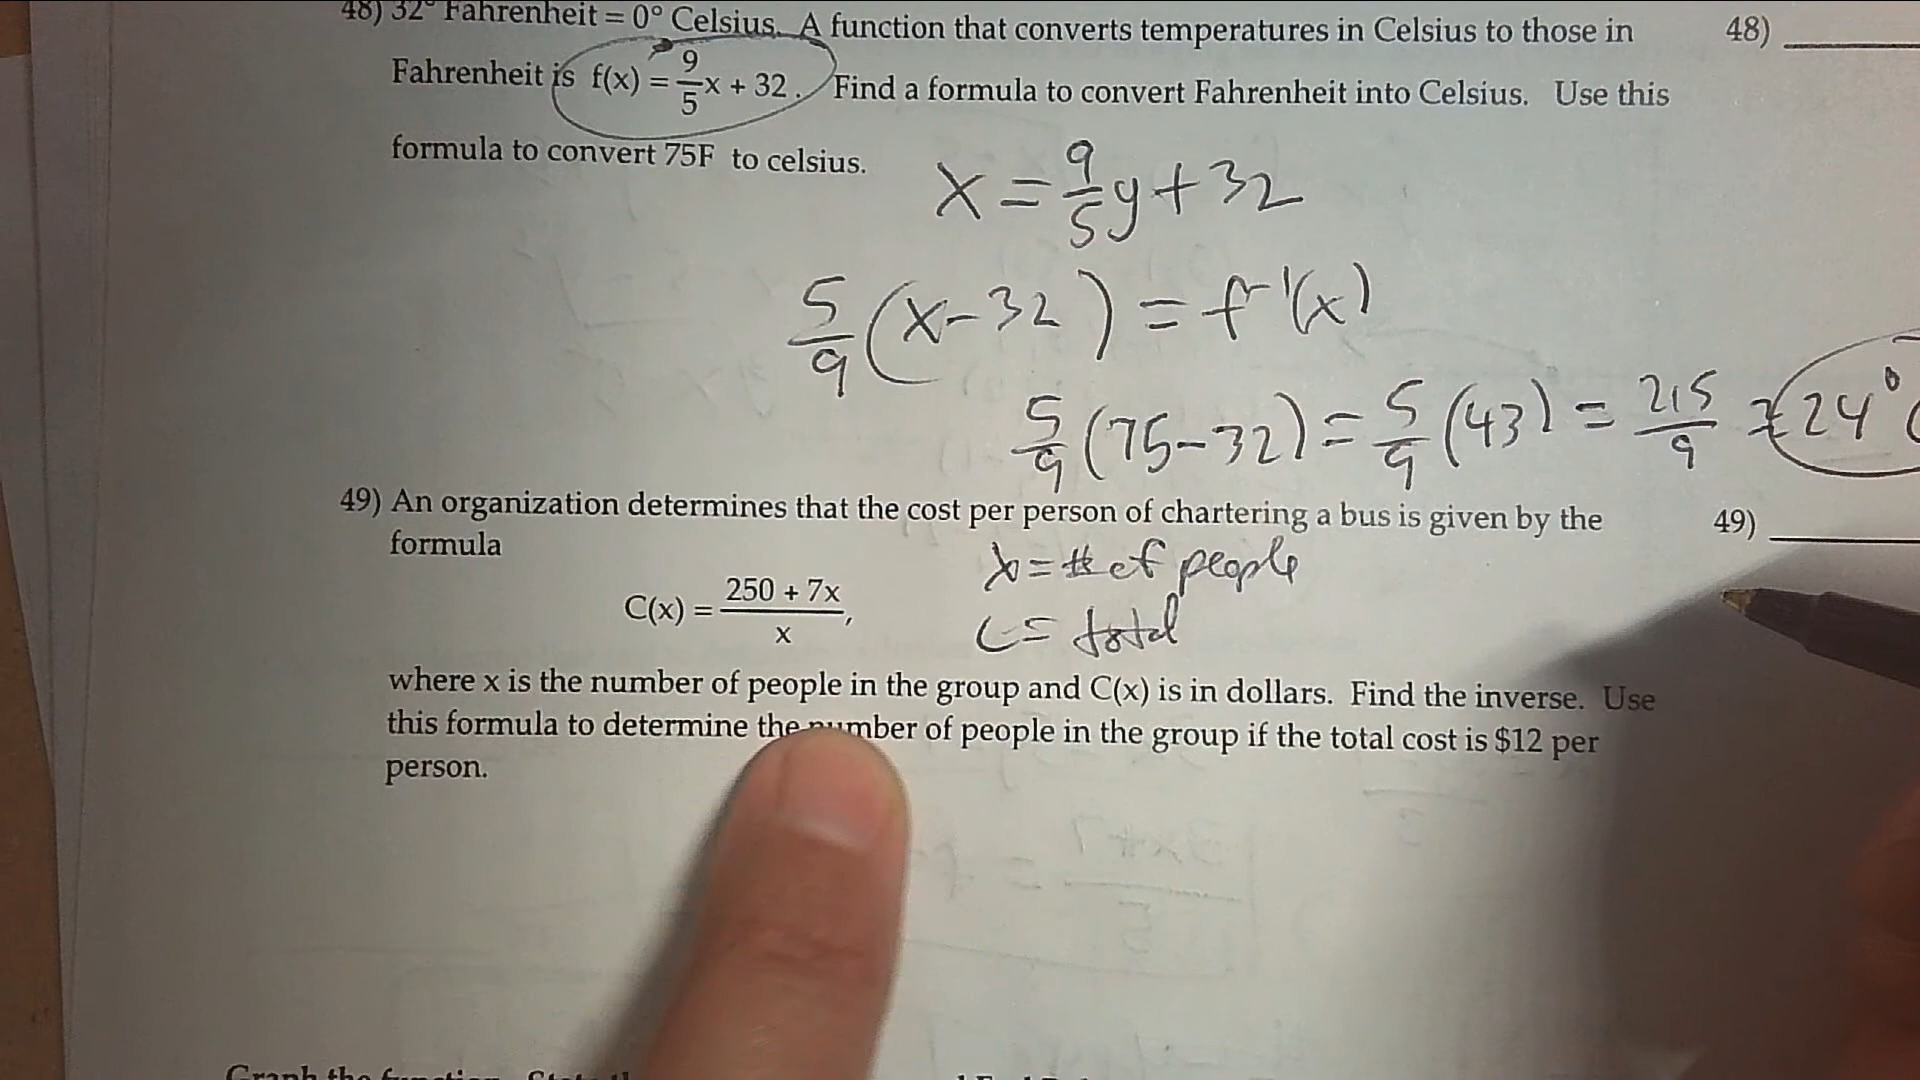 48) 32° Fahrenheit = 0° Celsius. A function that converts temperatures in Celsius to those in
48)
Fahrenheit is f(x) = 9/5 x + 32. Find a formula to convert Fahrenheit into Celsius. Use this
formula to convert 75F to celsius.
x = 9/5 y + 32
5/9 (x-32) = f⁻¹(x)
5/9 (75-32) = 5/9 (43) = 215/9 ≈ 24°
49) An organization determines that the cost per person of chartering a bus is given by the
49)
formula
x = # of people
C(x) = (250 + 7x)/x,
C = total
where x is the number of people in the group and C(x) is in dollars. Find the inverse. Use
this formula to determine the number of people in the group if the total cost is $12 per
person.
Graph the function.